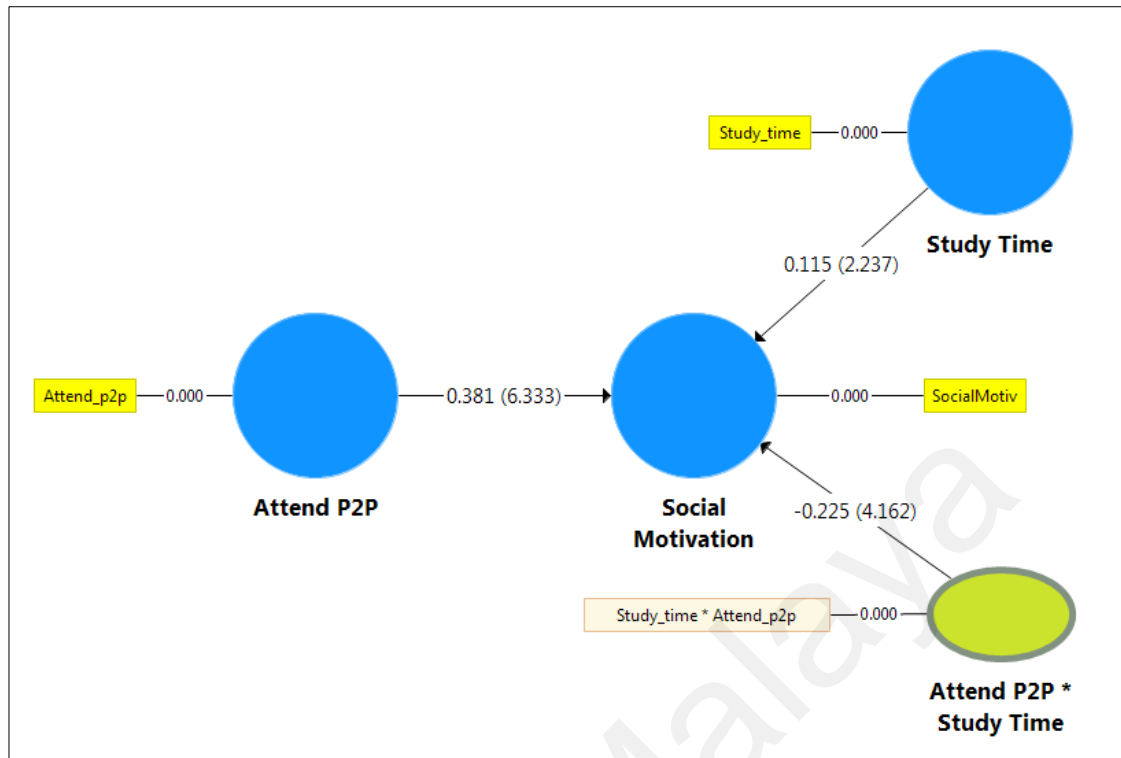 Study_time
0.000
Study Time
0.115 (2.237)
Attend_p2p
0.000
0.381 (6.333)
0.000
SocialMotiv
Attend P2P
Social
Motivation
-0.225 (4.162)
Study_time * Attend_p2p
0.000
Attend P2P *
Study Time
Malaya